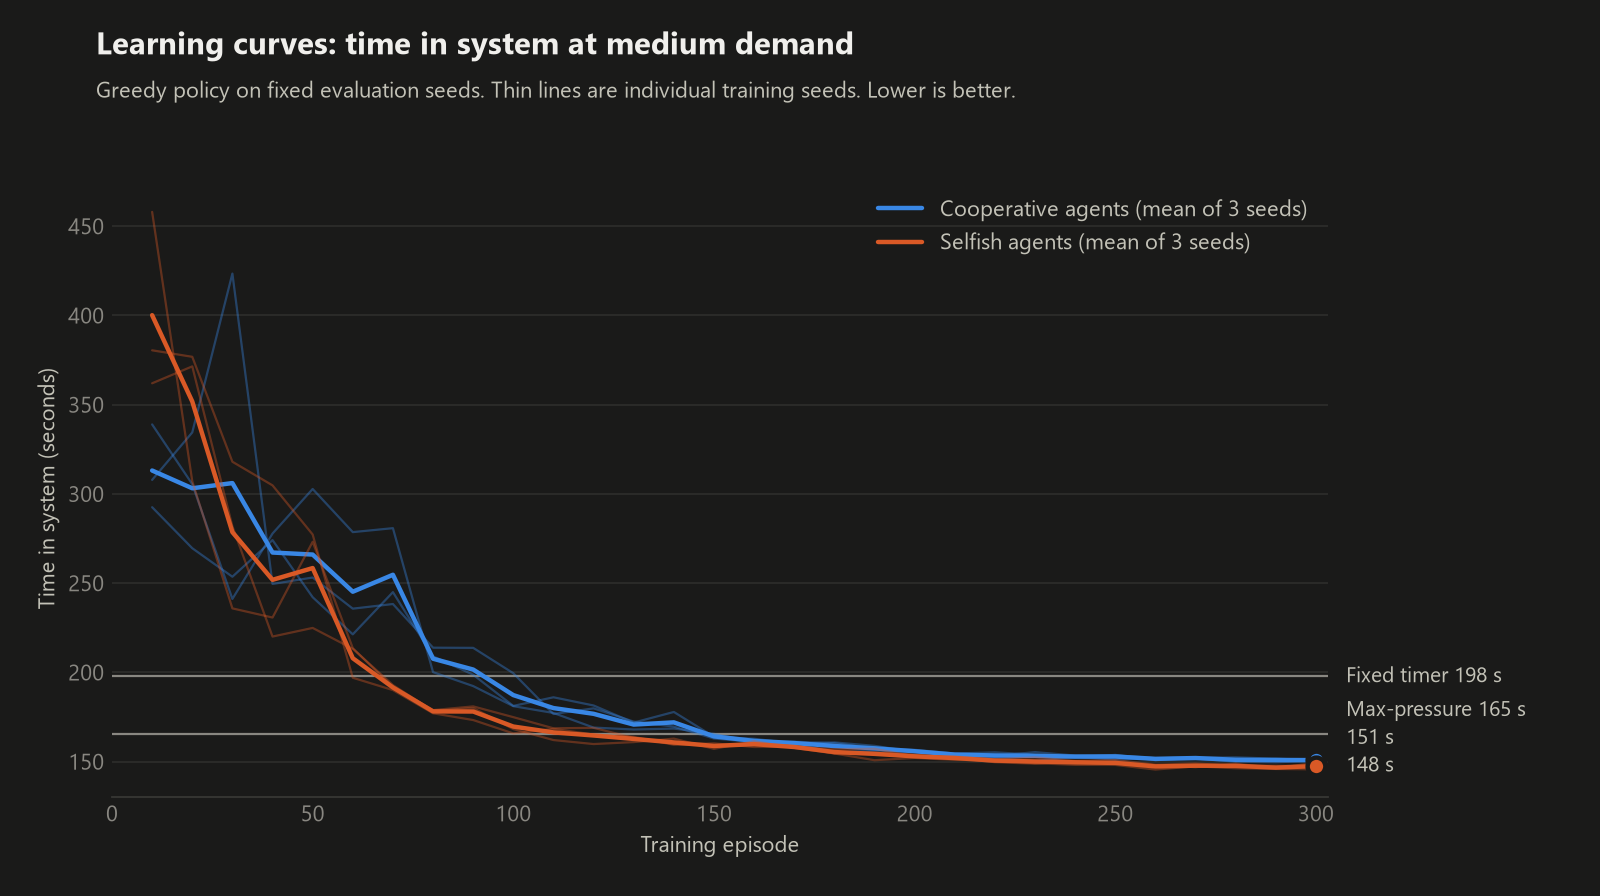 Learning curves: time in system at medium demand
Greedy policy on fixed evaluation seeds. Thin lines are individual training seeds. Lower is better.
Cooperative agents (mean of 3 seeds)
Selfish agents (mean of 3 seeds)
Time in system (seconds)
450
400
350
300
250
200
150
Fixed timer 198 s
Max-pressure 165 s
151 s
148 s
0 50 100 150 200 250 300
Training episode